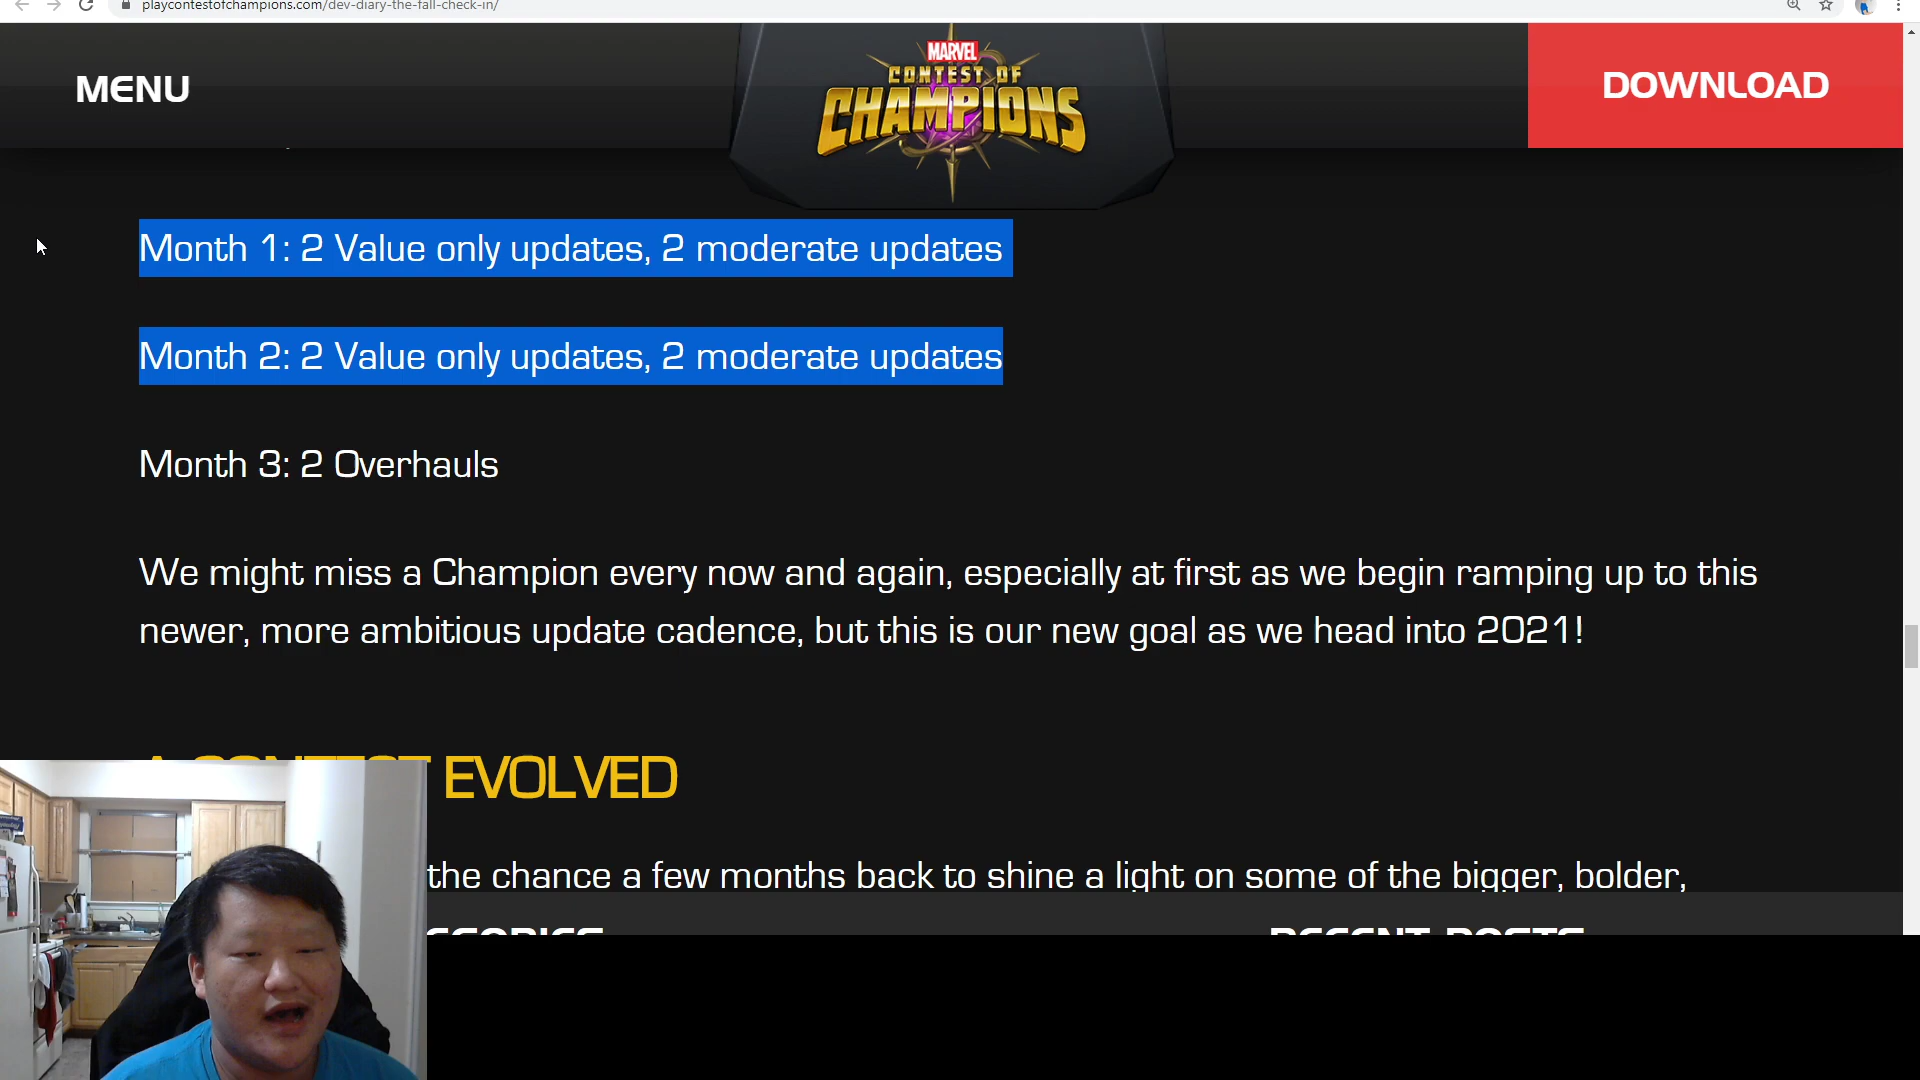 playcontestofchampions.com/dev-diary-the-fall-check-in/
MENU
MARVEL
CONTEST OF
CHAMPIONS
DOWNLOAD
Month 1: 2 Value only updates, 2 moderate updates
Month 2: 2 Value only updates, 2 moderate updates
Month 3: 2 Overhauls
We might miss a Champion every now and again, especially at first as we begin ramping up to this
newer, more ambitious update cadence, but this is our new goal as we head into 2021!
A CONTEST EVOLVED
the chance a few months back to shine a light on some of the bigger, bolder,
RECENT POSTS